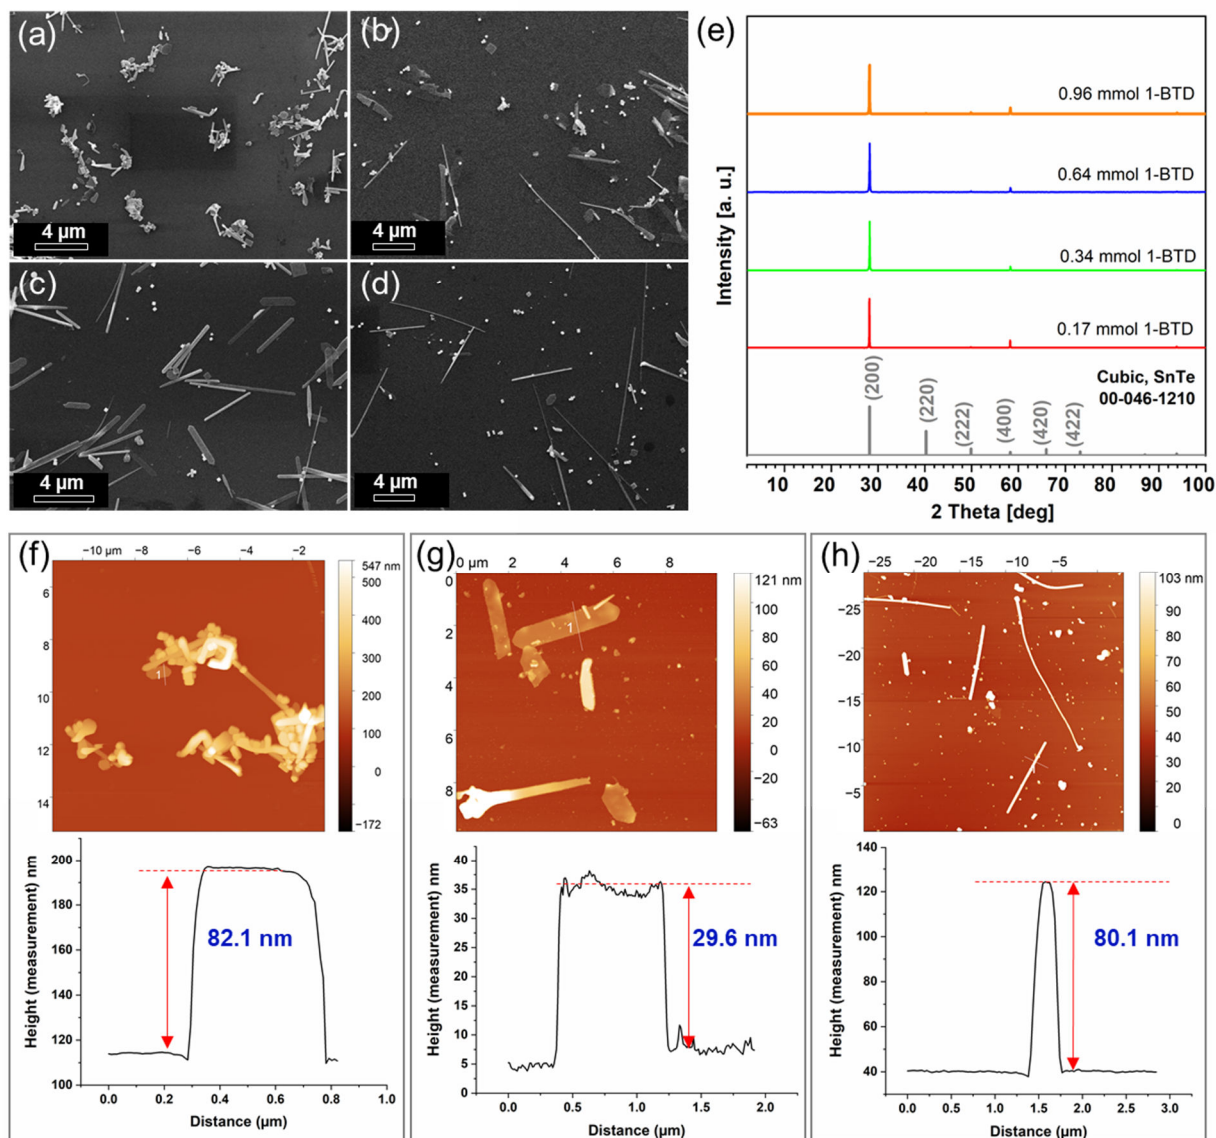 (a)
4 µm
(b)
4 µm
(c)
4 µm
(d)
4 µm
(e)
Intensity [a. u.]
0.96 mmol 1-BTD
0.64 mmol 1-BTD
0.34 mmol 1-BTD
0.17 mmol 1-BTD
Cubic, SnTe
00-046-1210
(200)
(220)
(222)
(400)
(420)
(422)
10 20 30 40 50 60 70 80 90 100
2 Theta [deg]
(f)
−10 µm −8 −6 −4 −2
6
8
10
12
14
547 nm
500
400
300
200
100
0
−172
Height (measurement) nm
200
180
160
140
120
100
82.1 nm
0.0 0.2 0.4 0.6 0.8 1.0
Distance (µm)
(g)
0 µm 2 4 6 8
0
2
4
6
8
121 nm
100
80
60
40
20
0
−20
−40
−63
Height (measurement) nm
40
35
30
25
20
15
10
5
0
29.6 nm
0.0 0.5 1.0 1.5 2.0
Distance (µm)
(h)
−25 −20 −15 −10 −5
−25
−20
−15
−10
−5
103 nm
90
80
70
60
50
40
30
20
0
Height (measurement) nm
140
120
100
80
60
40
80.1 nm
0.0 0.5 1.0 1.5 2.0 2.5 3.0
Distance (µm)